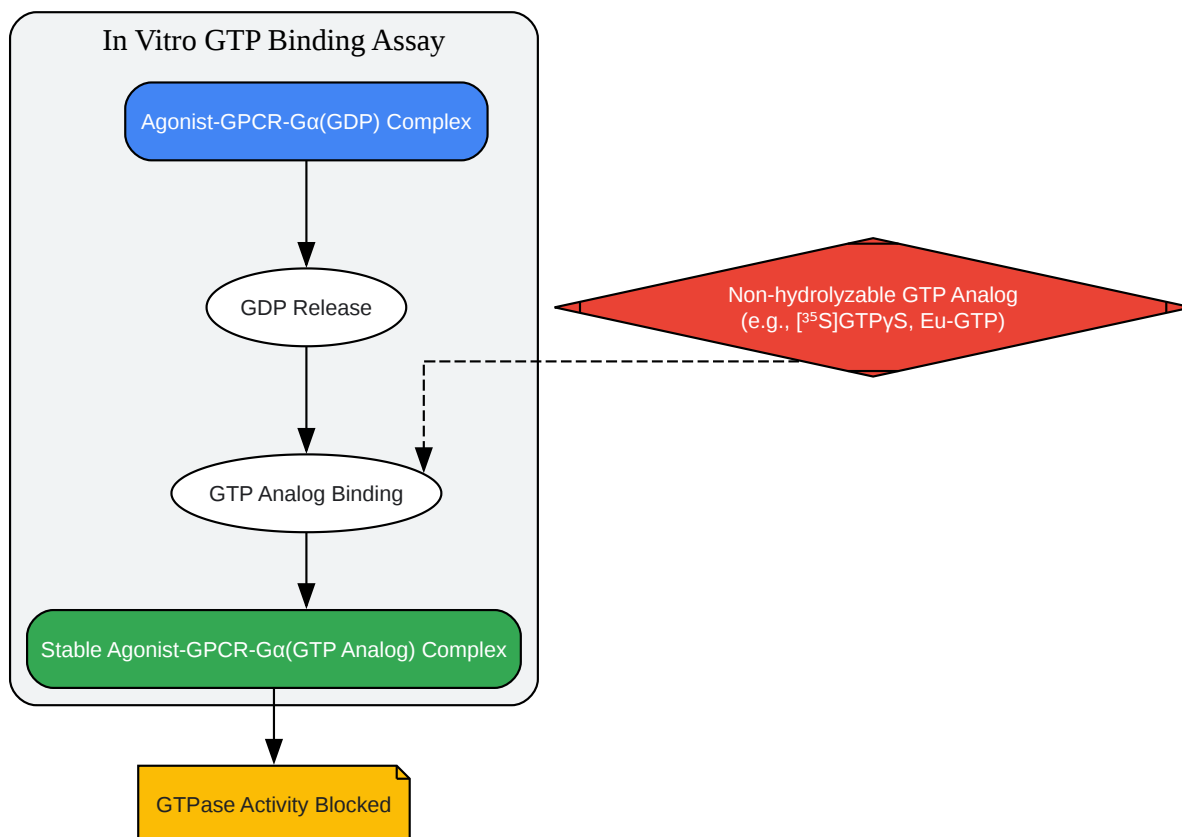 In Vitro GTP Binding Assay
Agonist-GPCR-Gα(GDP) Complex
GDP Release
Non-hydrolyzable GTP Analog
(e.g., [³⁵S]GTPγS, Eu-GTP)
GTP Analog Binding
Stable Agonist-GPCR-Gα(GTP Analog) Complex
GTPase Activity Blocked